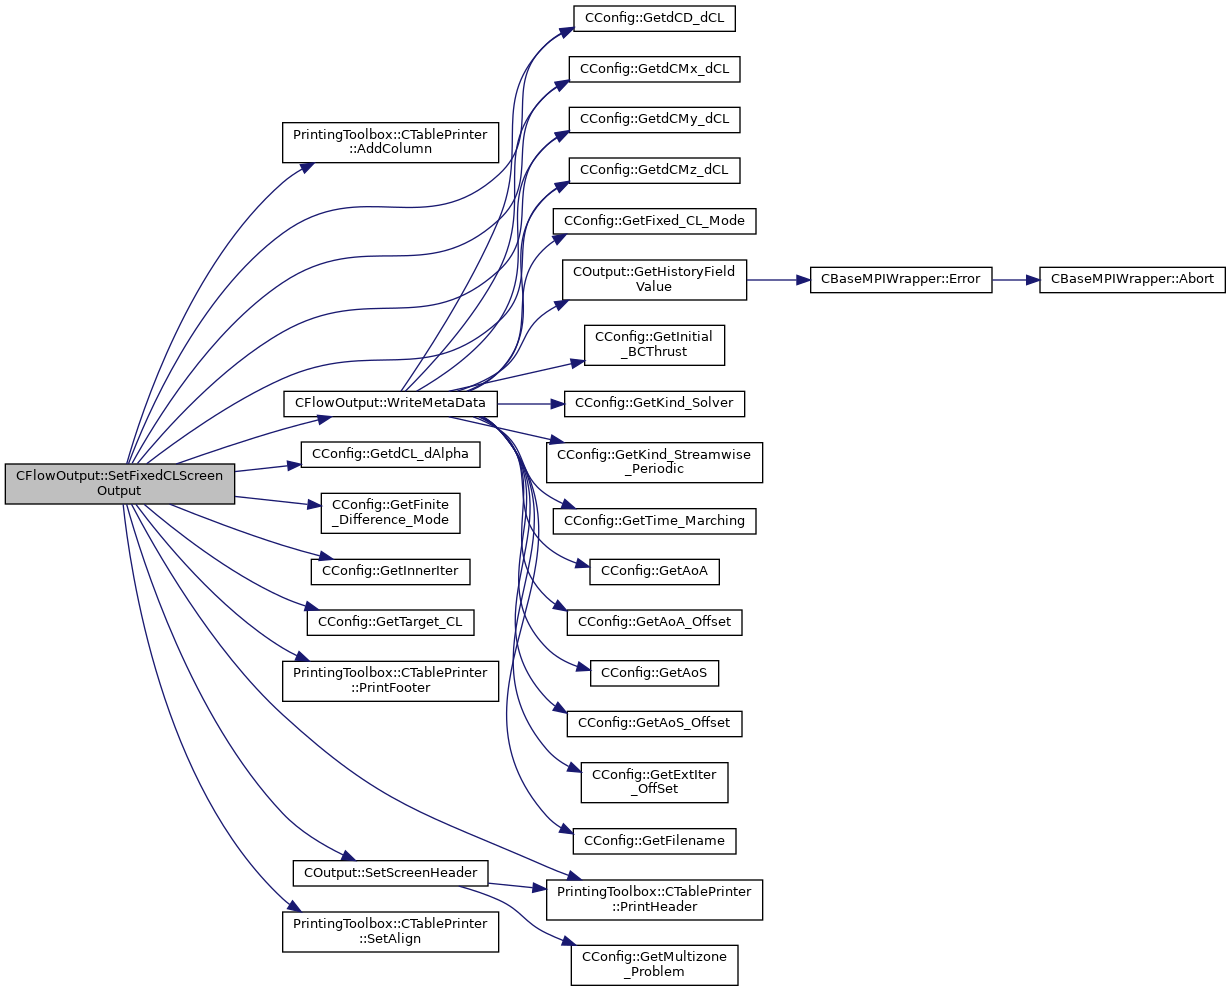 CConfig::GetdCD_dCL
CConfig::GetdCMx_dCL
CConfig::GetdCMy_dCL
PrintingToolbox::CTablePrinter
::AddColumn
CConfig::GetdCMz_dCL
CConfig::GetFixed_CL_Mode
COutput::GetHistoryField
Value
CBaseMPIWrapper::Error
CBaseMPIWrapper::Abort
CConfig::GetInitial
_BCThrust
CFlowOutput::WriteMetaData
CConfig::GetKind_Solver
CConfig::GetdCL_dAlpha
CConfig::GetKind_Streamwise
_Periodic
CFlowOutput::SetFixedCLScreen
Output
CConfig::GetFinite
_Difference_Mode
CConfig::GetTime_Marching
CConfig::GetInnerIter
CConfig::GetAoA
CConfig::GetTarget_CL
CConfig::GetAoA_Offset
PrintingToolbox::CTablePrinter
::PrintFooter
CConfig::GetAoS
CConfig::GetAoS_Offset
CConfig::GetExtIter
_OffSet
CConfig::GetFilename
COutput::SetScreenHeader
PrintingToolbox::CTablePrinter
::PrintHeader
PrintingToolbox::CTablePrinter
::SetAlign
CConfig::GetMultizone
_Problem